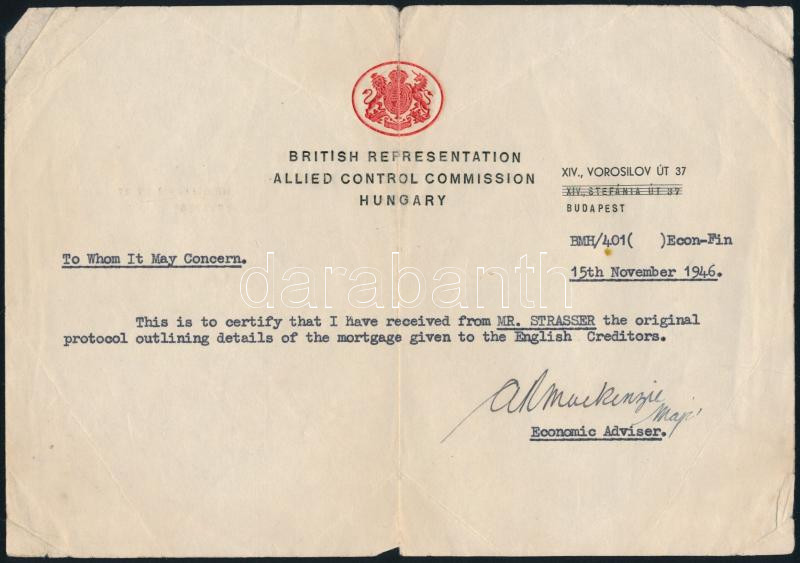 BRITISH REPRESENTATION
ALLIED CONTROL COMMISSION
HUNGARY
XIV., VOROSILOV ÚT 37
XIV., STEFÁNIA ÚT 37
BUDAPEST
BMH/401(    )Econ-Fin
To Whom It May Concern.
15th November 1946.
darabanth
This is to certify that I have received from MR. STRASSER the original
protocol outlining details of the mortgage given to the English Creditors.
ARMackenzie
Maj.
Economic Adviser.